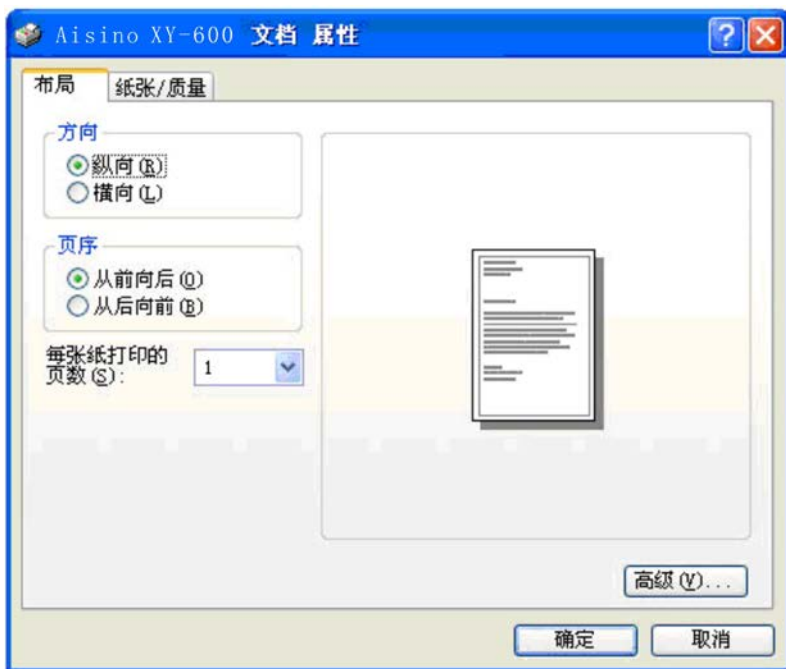 Aisino XY-600 文档 属性
布局
纸张/质量
方向
纵向(R)
横向(L)
页序
从前向后(O)
从后向前(B)
每张纸打印的
页数(S):
1
高级(V)...
确定
取消